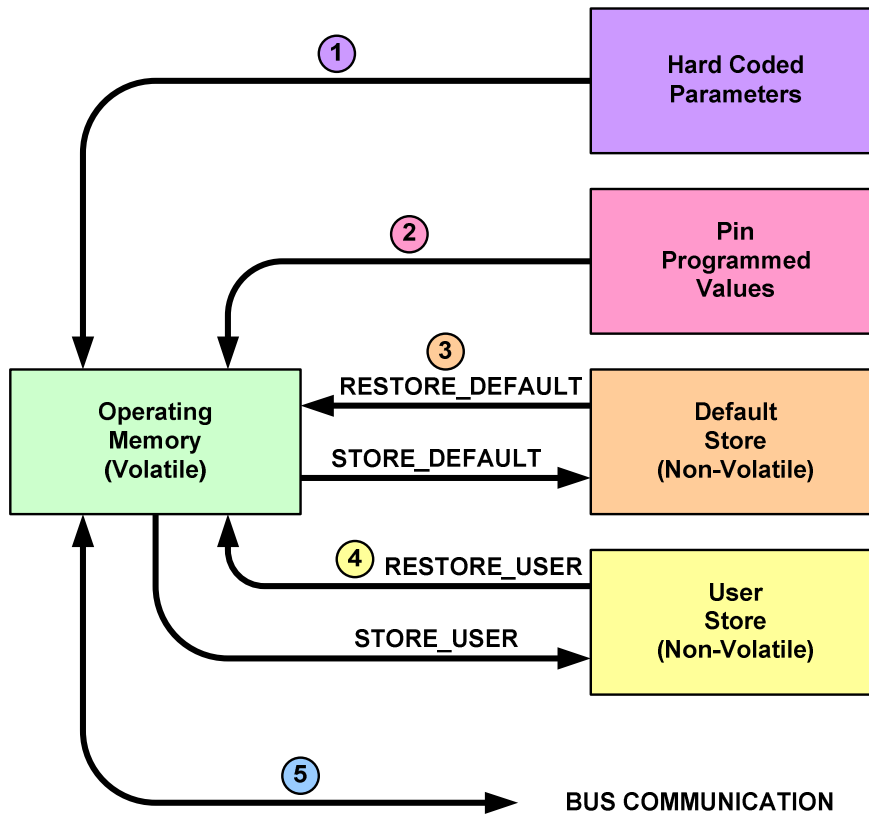 1
Hard Coded
Parameters
2
Pin
Programmed
Values
3
RESTORE_DEFAULT
Operating
Memory
(Volatile)
STORE_DEFAULT
Default
Store
(Non-Volatile)
4
RESTORE_USER
STORE_USER
User
Store
(Non-Volatile)
5
BUS COMMUNICATION